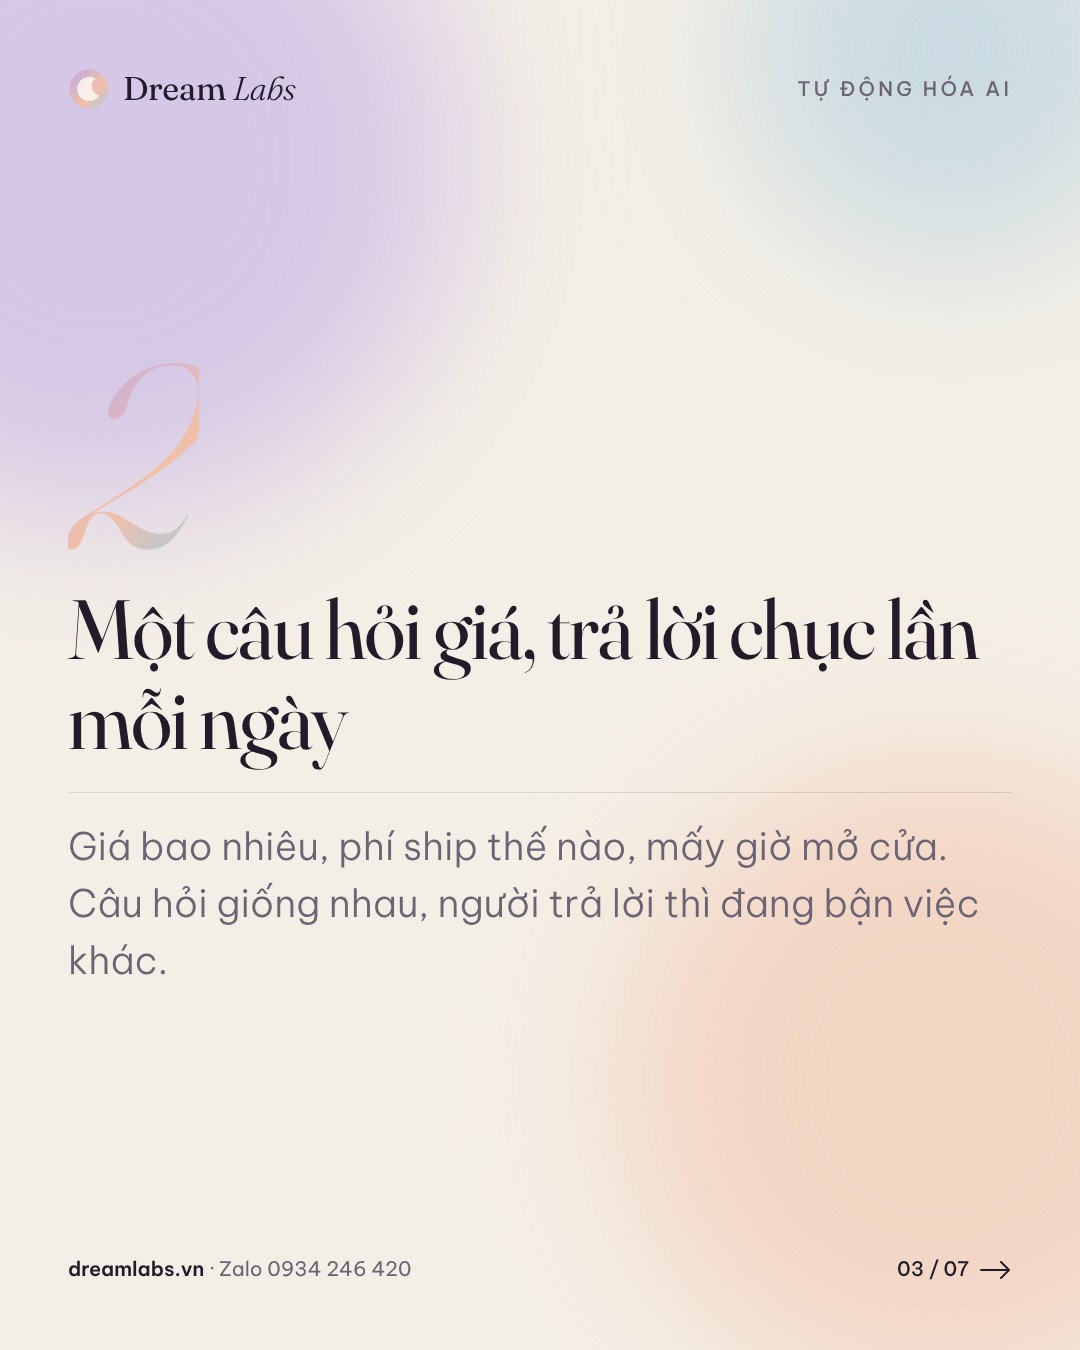 Dream Labs
TỰ ĐỘNG HÓA AI
2
Một câu hỏi giá, trả lời chục lần
mỗi ngày
Giá bao nhiêu, phí ship thế nào, mấy giờ mở cửa.
Câu hỏi giống nhau, người trả lời thì đang bận việc
khác.
dreamlabs.vn · Zalo 0934 246 420
03 / 07 →